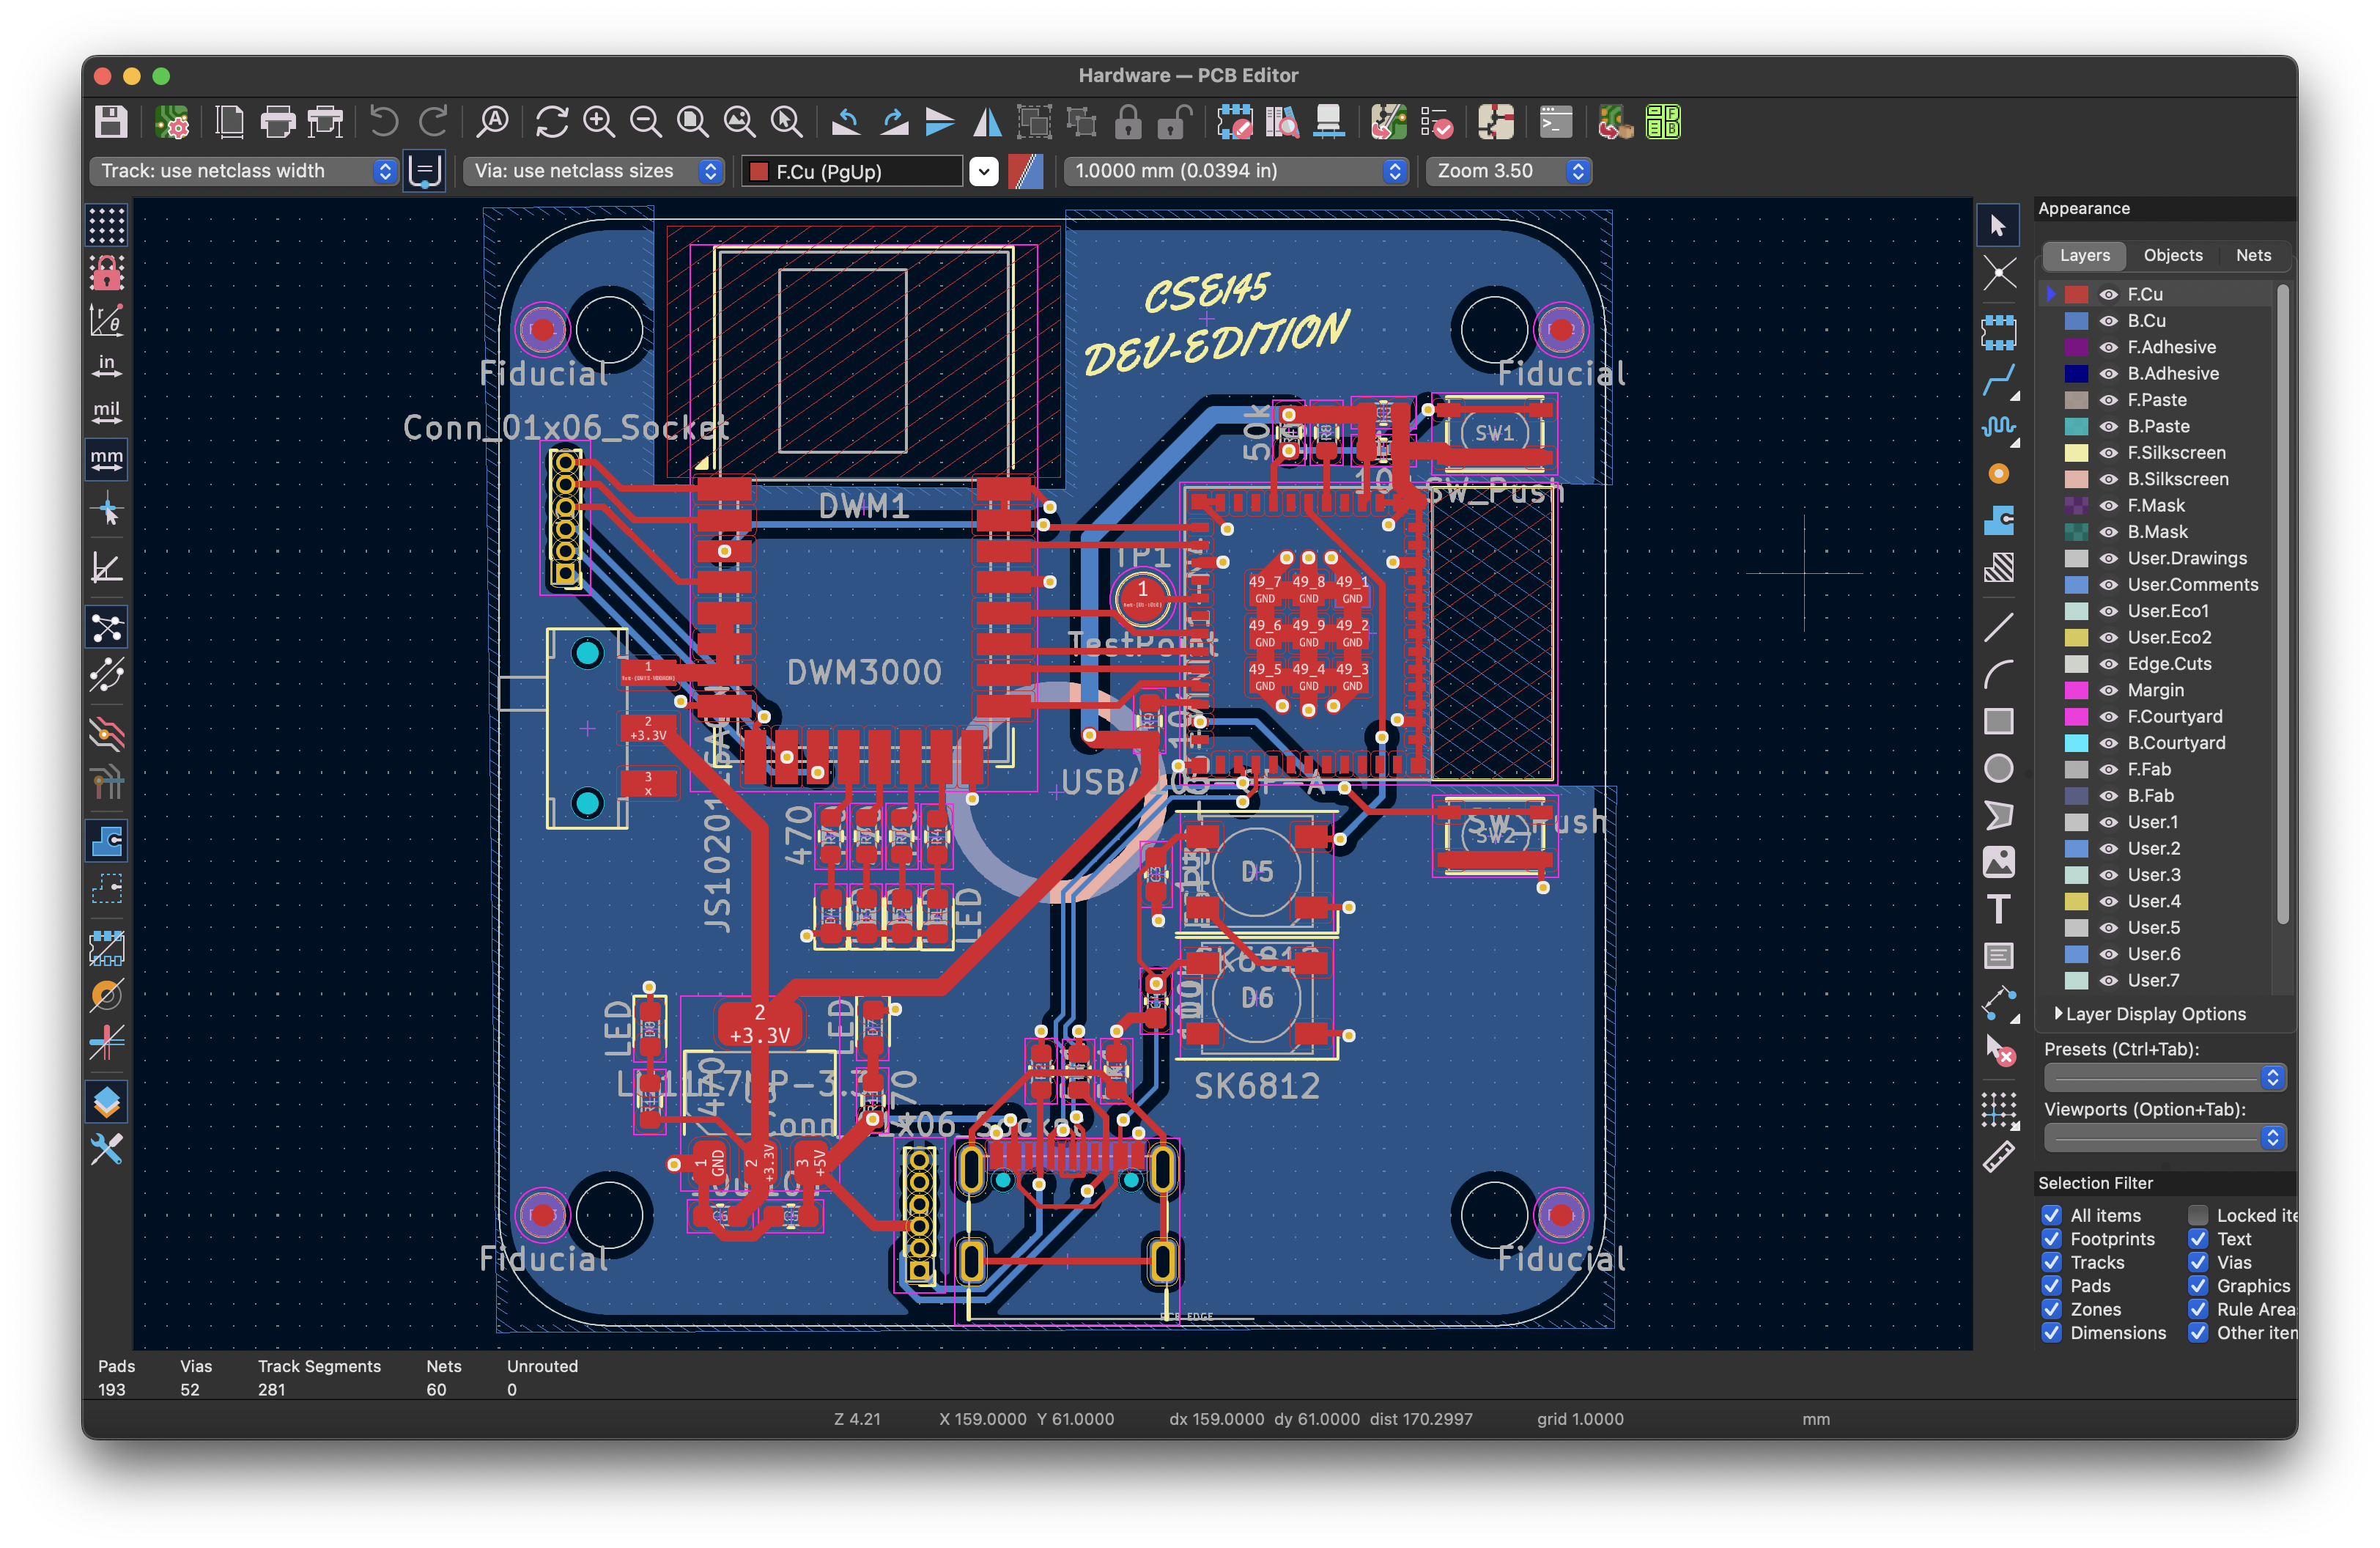 Hardware — PCB Editor
Track: use netclass width
Via: use netclass sizes
F.Cu (PgUp)
1.0000 mm (0.0394 in)
Zoom 3.50
Appearance
Layers
Objects
Nets
F.Cu
B.Cu
F.Adhesive
B.Adhesive
F.Paste
B.Paste
F.Silkscreen
B.Silkscreen
F.Mask
B.Mask
User.Drawings
User.Comments
User.Eco1
User.Eco2
Edge.Cuts
Margin
F.Courtyard
B.Courtyard
F.Fab
B.Fab
User.1
User.2
User.3
User.4
User.5
User.6
User.7
Layer Display Options
Presets (Ctrl+Tab):
Viewports (Option+Tab):
Selection Filter
All items
Locked ite
Footprints
Text
Tracks
Vias
Pads
Graphics
Zones
Rule Area
Dimensions
Other iten
in
mil
mm
CSE145
DEV-EDITION
Fiducial
Fiducial
Conn_01x06_Socket
50k
SW1
SW_Push
DWM1
TP1
1
TestPoint
DWM3000
49_7
GND
49_8
GND
49_1
GND
49_6
GND
49_9
GND
49_2
GND
49_5
GND
49_4
GND
49_3
GND
1
2
+3.3V
3
x
R9
470
SW2
D5
D6
SK6812
LED
LED
LED
2
+3.3V
470
1
GND
2
+3.3V
3
+5V
Fiducial
Fiducial
PCB EDGE
Pads
193
Vias
52
Track Segments
281
Nets
60
Unrouted
0
Z 4.21
X 159.0000 Y 61.0000
dx 159.0000 dy 61.0000 dist 170.2997
grid 1.0000
mm